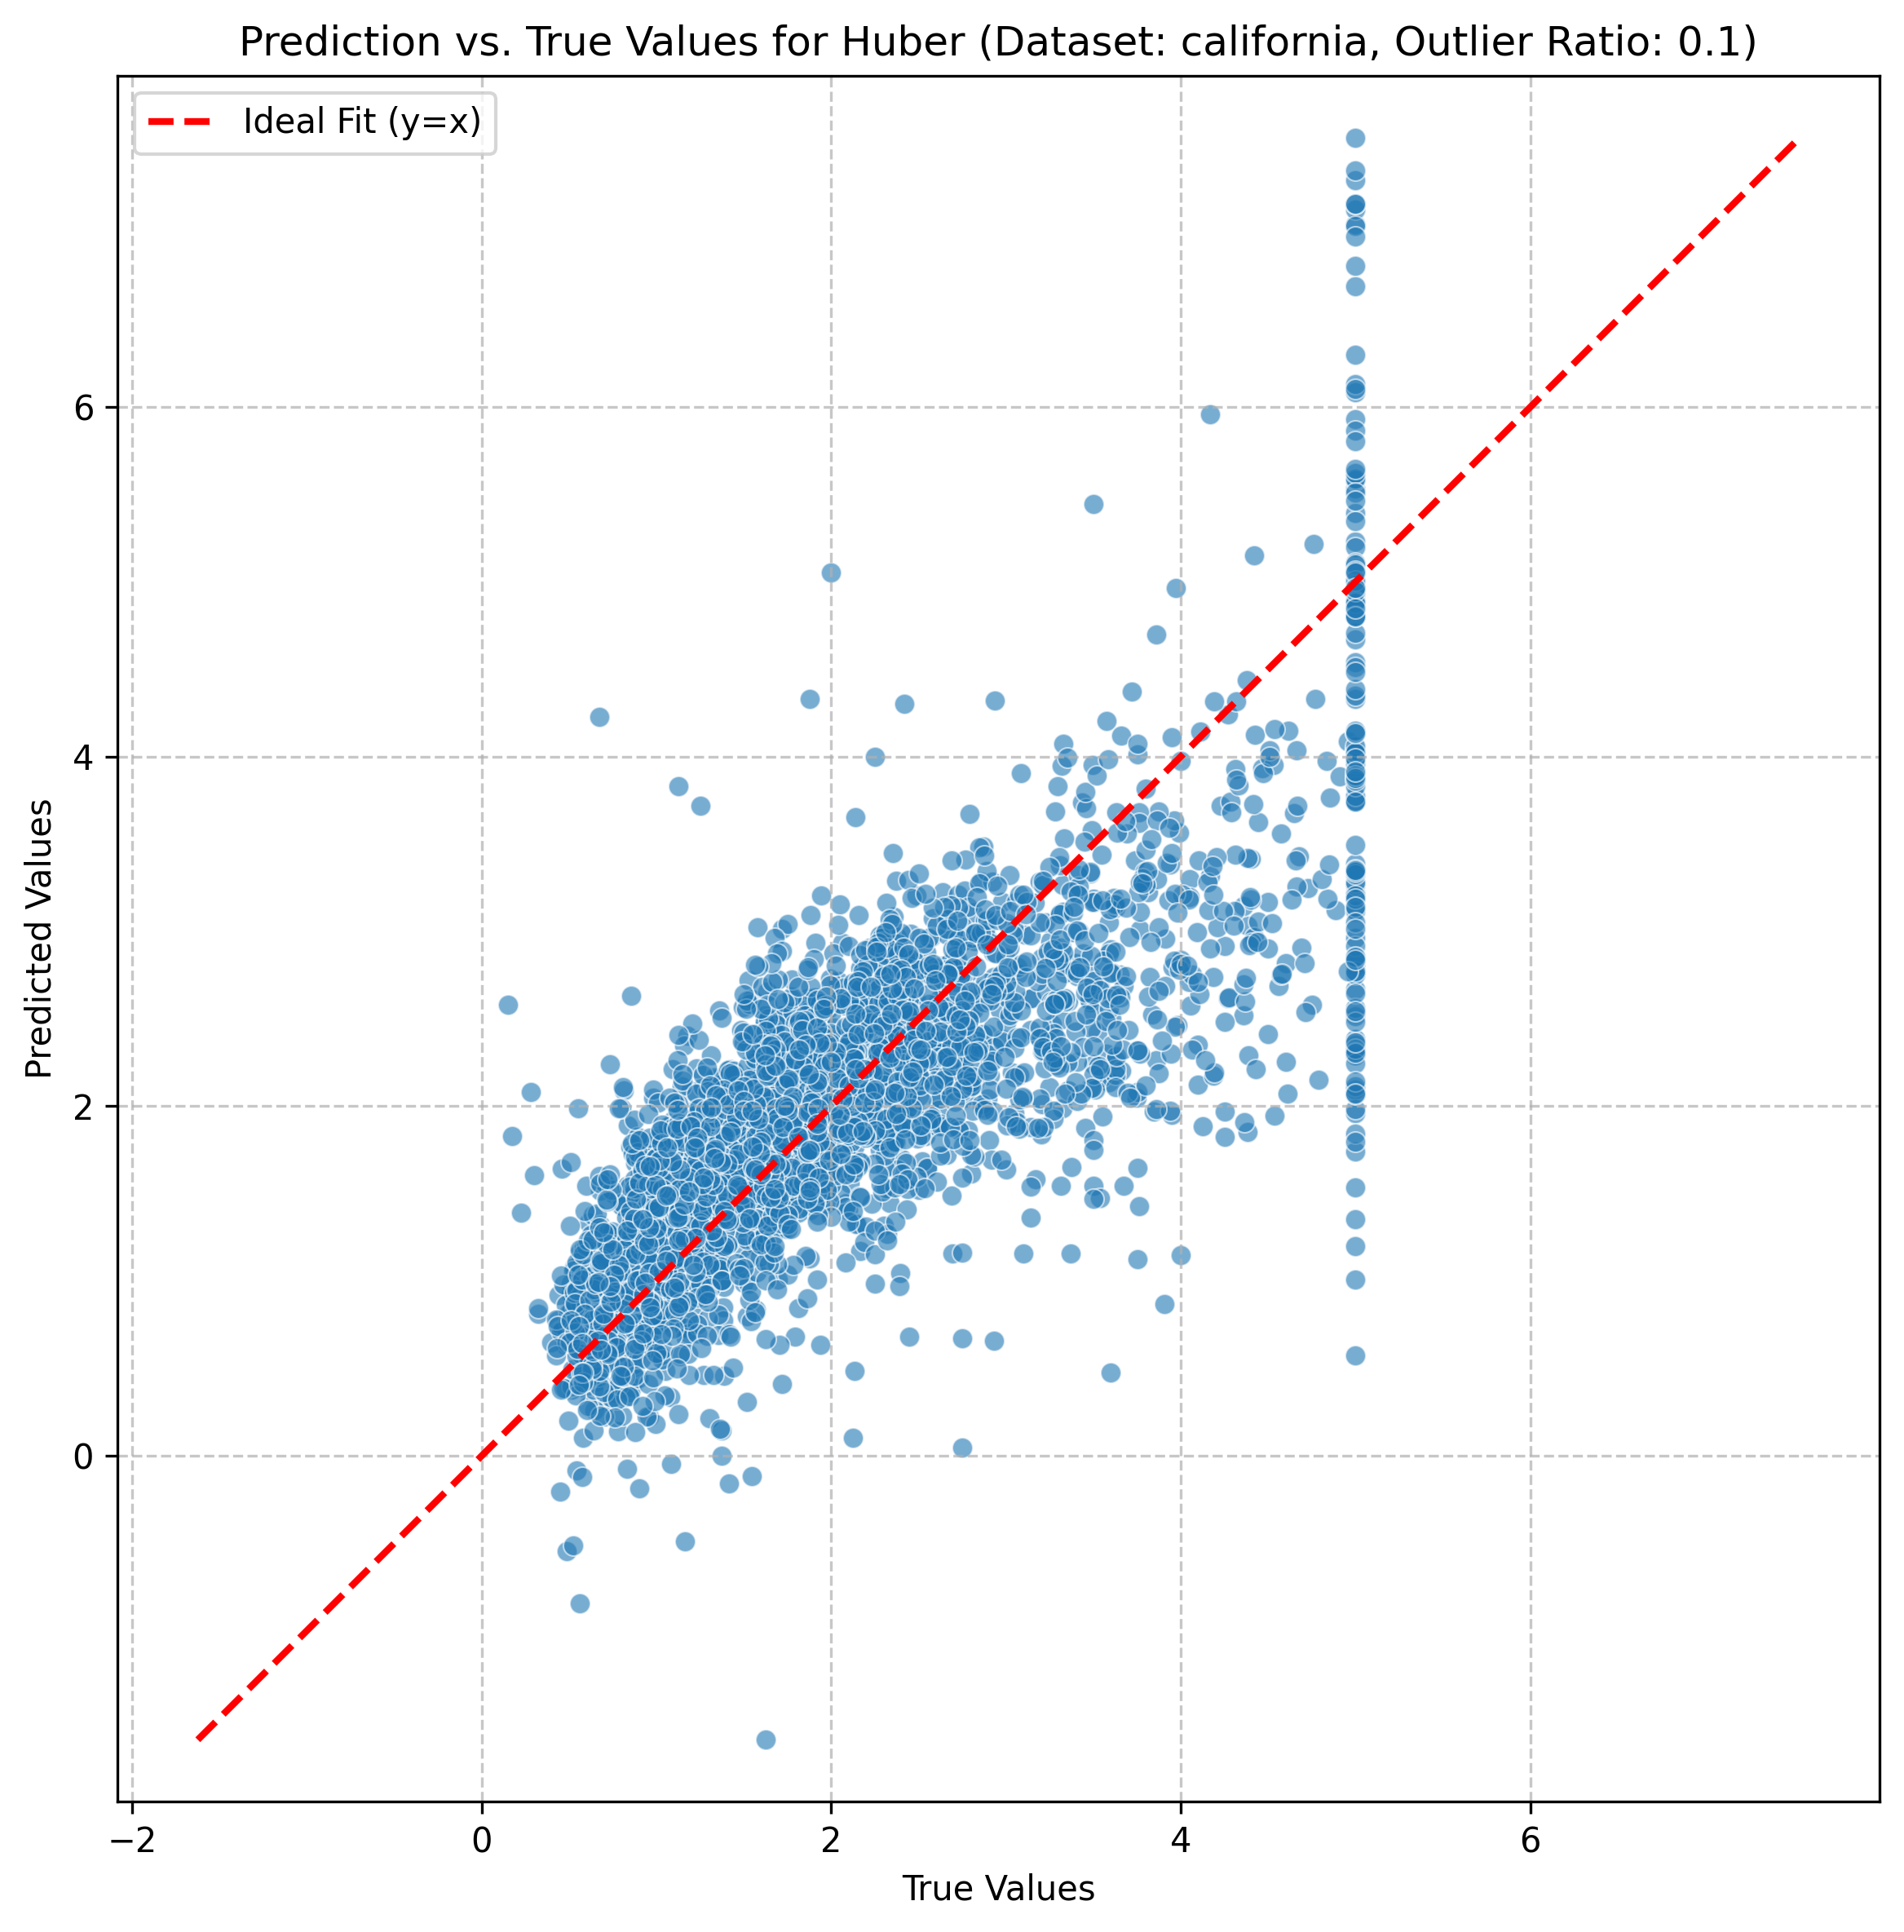 Prediction vs. True Values for Huber (Dataset: california, Outlier Ratio: 0.1)
Ideal Fit (y=x)
6
4
2
0
Predicted Values
−2
0
2
4
6
True Values